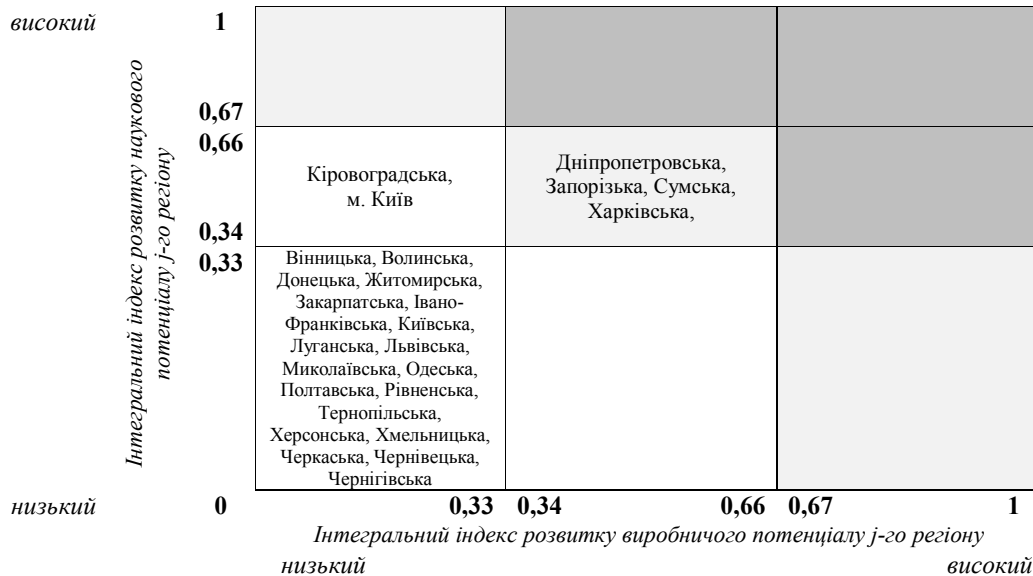 високий
1
Інтегральний індекс розвитку наукового
потенціалу j-го регіону
0,67
0,66
Кіровоградська,
м. Київ
Дніпропетровська,
Запорізька, Сумська,
Харківська,
0,34
0,33
Вінницька, Волинська,
Донецька, Житомирська,
Закарпатська, Івано-
Франківська, Київська,
Луганська, Львівська,
Миколаївська, Одеська,
Полтавська, Рівненська,
Тернопільська,
Херсонська, Хмельницька,
Черкаська, Чернівецька,
Чернігівська
низький
0
0,33
0,34
0,66
0,67
1
Інтегральний індекс розвитку виробничого потенціалу j-го регіону
низький
високий